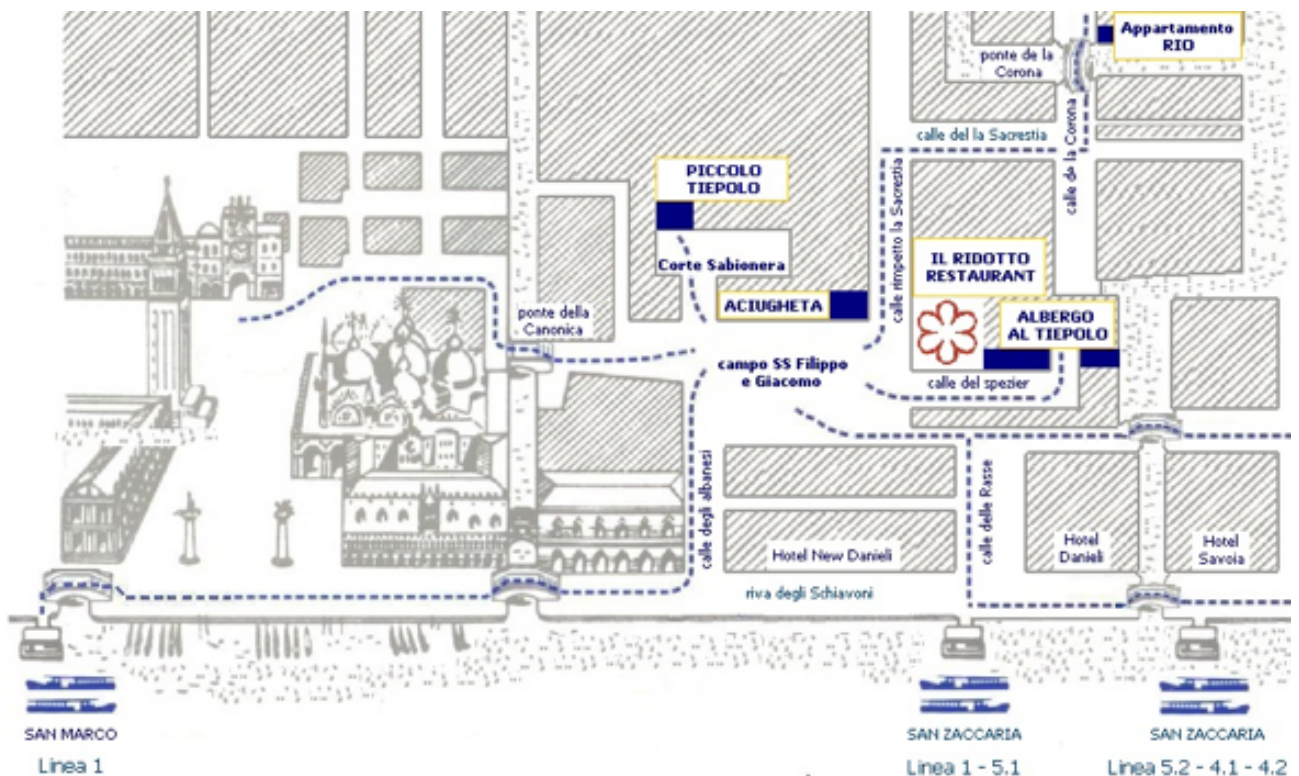 Appartamento
RIO
ponte de la
Corona
calle del la Sacrestia
calle de la Corona
PICCOLO
TIEPOLO
calle rimpetto la Sacrestia
IL RIDOTTO
RESTAURANT
Corte Sabionera
ACIUGHETA
ponte della
Canonica
ALBERGO
AL TIEPOLO
campo SS Filippo
e Giacomo
calle del spezier
calle degli albanesi
calle delle Rasse
Hotel New Danieli
Hotel
Danieli
Hotel
Savoia
riva degli Schiavoni
SAN MARCO
Linea 1
SAN ZACCARIA
Linea 1 - 5.1
SAN ZACCARIA
Linea 5.2 - 4.1 - 4.2